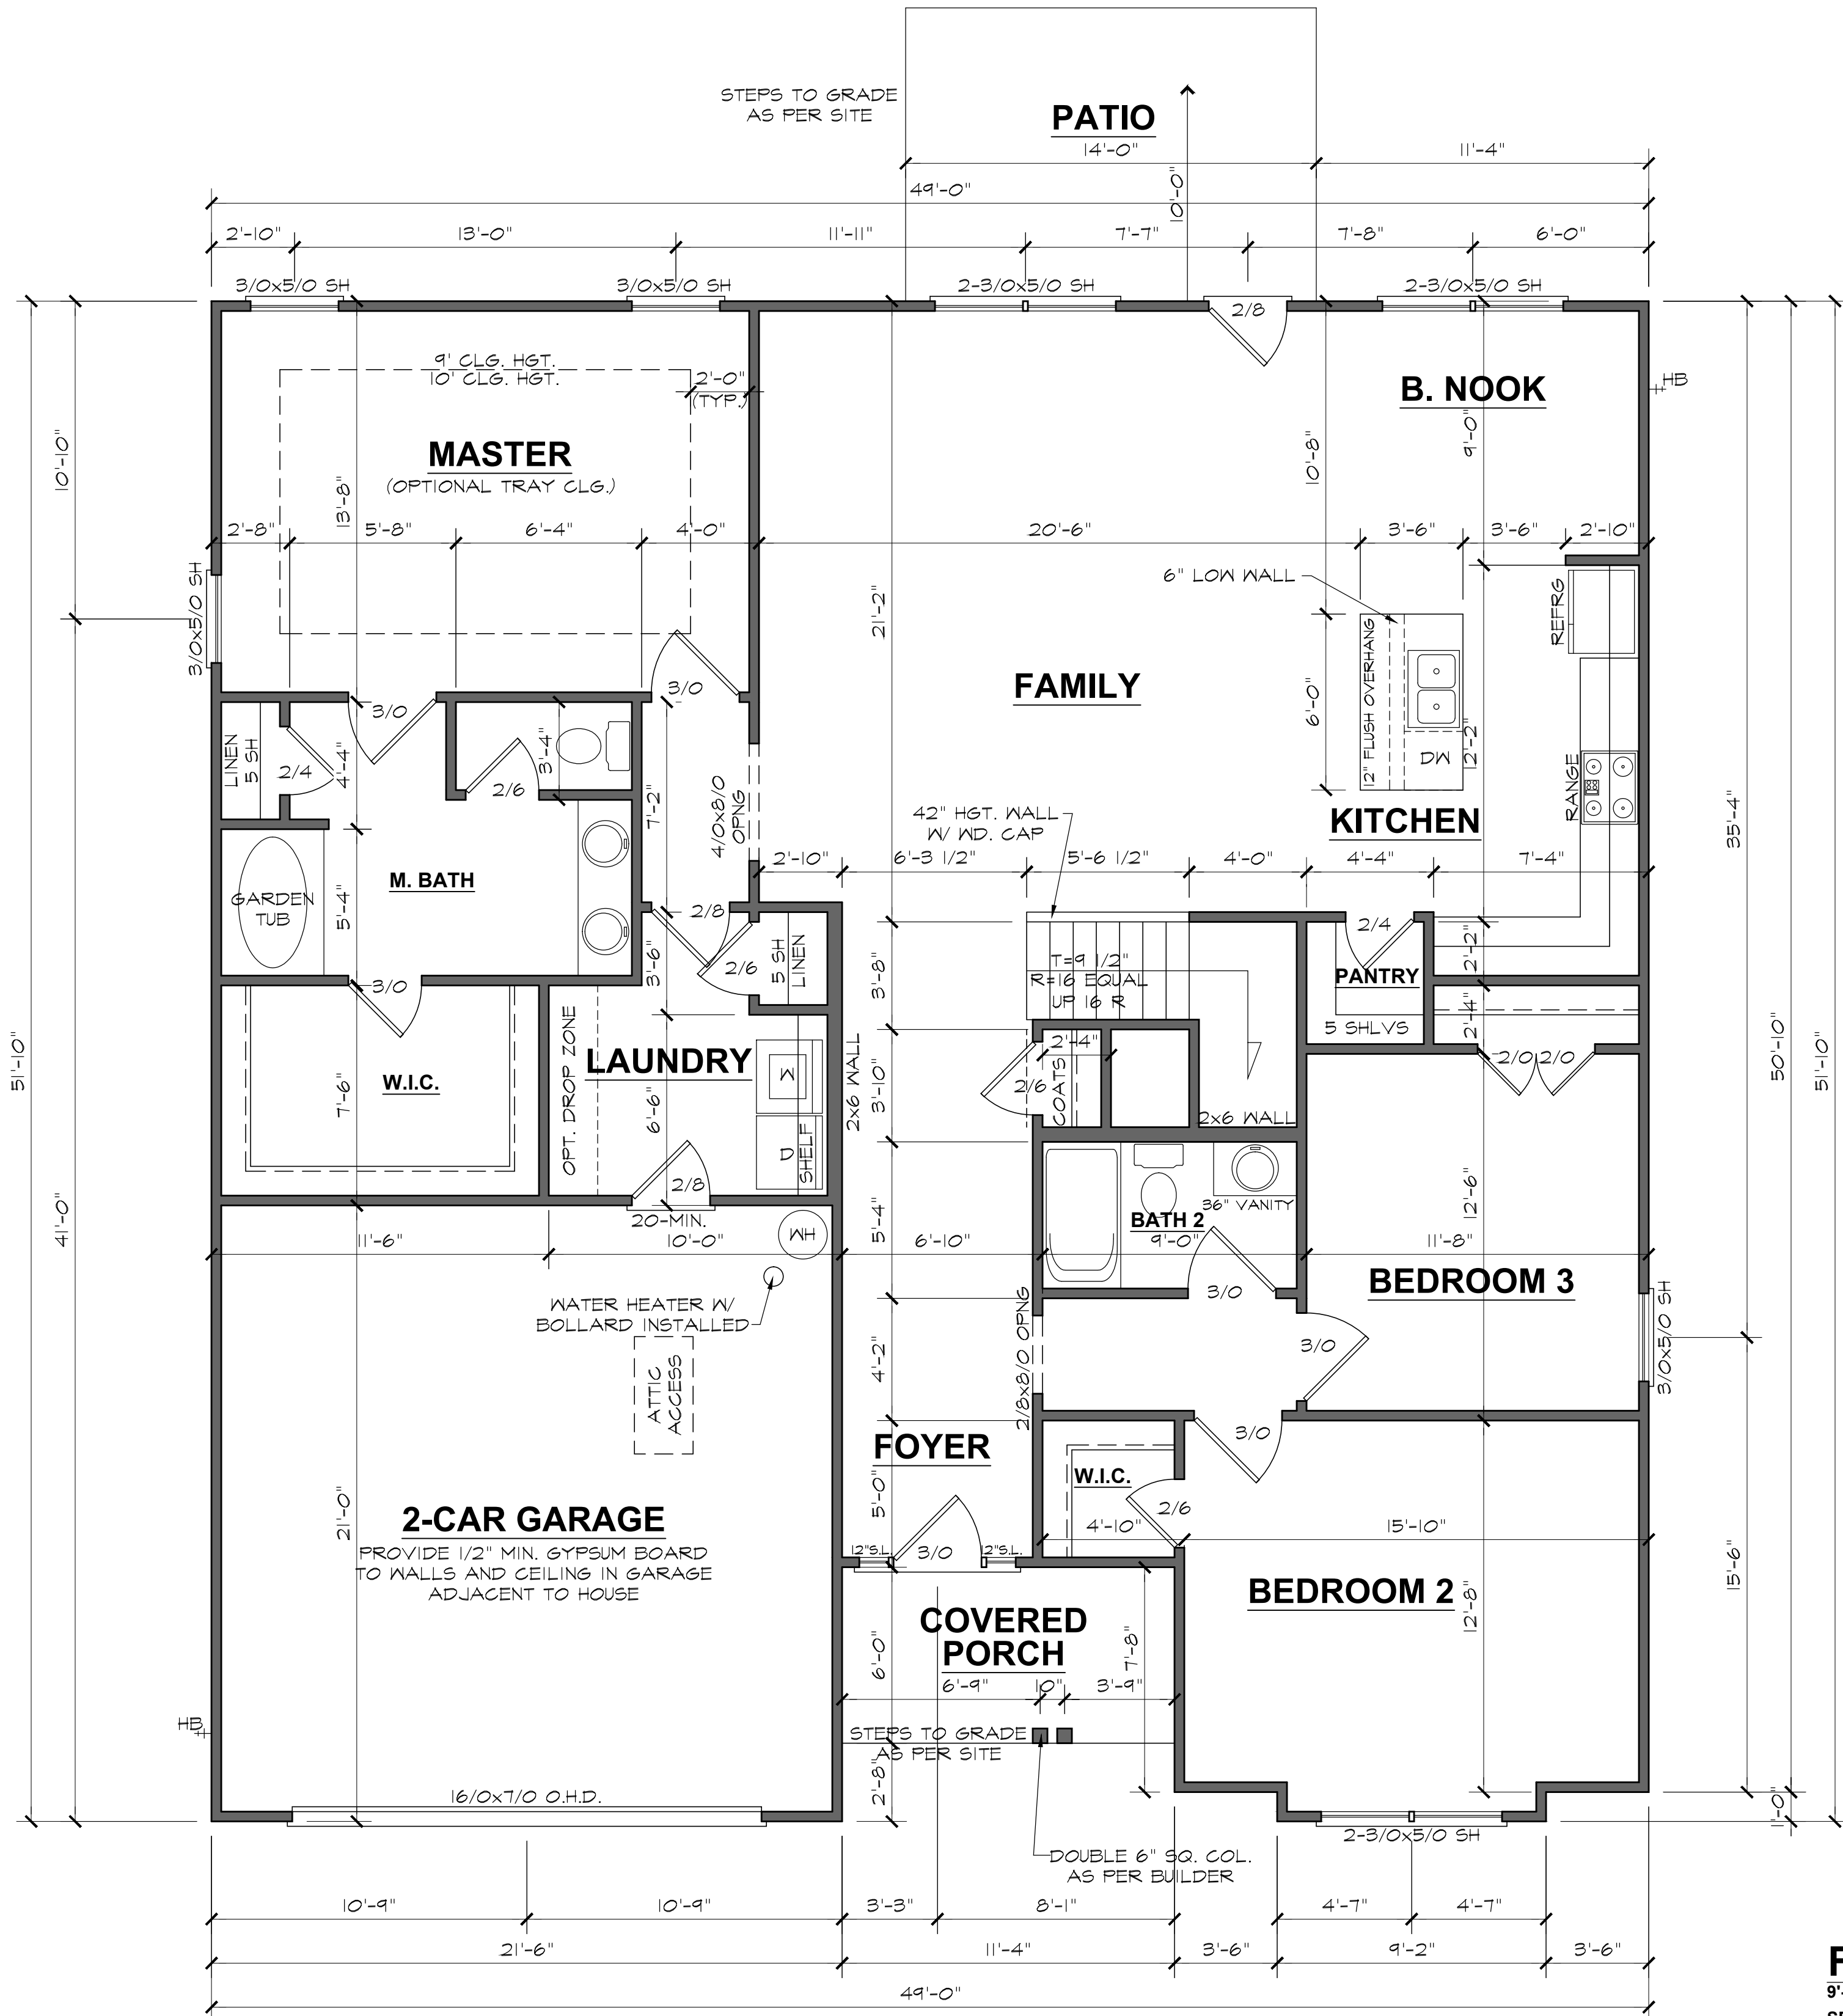 STEPS TO GRADE
AS PER SITE
PATIO
14'-0"
11'-4"
10'-0"
49'-0"
2'-10"
13'-0"
11'-11"
7'-7"
7'-8"
6'-0"
3/0x5/0 SH
3/0x5/0 SH
2-3/0x5/0 SH
2/8
2-3/0x5/0 SH
9' CLG. HGT.
10' CLG. HGT.
2'-0"
(TYP.)
B. NOOK
HB
9'-0"
10'-10"
MASTER
(OPTIONAL TRAY CLG.)
13'-8"
10'-8"
2'-8"
5'-8"
6'-4"
4'-0"
20'-6"
3'-6"
3'-6"
2'-10"
3/0x5/0 SH
21'-2"
6" LOW WALL
REFRG
FAMILY
12" FLUSH OVERHANG
6'-0"
DW
12'-2"
RANGE
KITCHEN
3/0
3/0
LINEN
5 SH
2/4
4'-4"
3'-4"
2/6
7'-2"
4/0x8/0
OPNG
42" HGT. WALL
W/ WD. CAP
35'-4"
2'-10"
6'-3 1/2"
5'-6 1/2"
4'-0"
4'-4"
7'-4"
M. BATH
GARDEN
TUB
5'-4"
2/8
2/6
5 SH
LINEN
3'-6"
3'-8"
T=9 1/2"
R=16 EQUAL
UP 16 R
2/4
PANTRY
5 SHLVS
2'-2"
2'-4"
2/0
2/0
3/0
51'-10"
50'-10"
51'-10"
W.I.C.
7'-6"
OPT. DROP ZONE
LAUNDRY
6'-6"
W
D
SHELF
2x6 WALL
3'-10"
2/6
COATS
2'-4"
2x6 WALL
41'-0"
2/8
20-MIN.
WH
5'-4"
BATH 2
36" VANITY
12'-6"
11'-6"
10'-0"
6'-10"
9'-0"
11'-8"
BEDROOM 3
3/0
WATER HEATER W/
BOLLARD INSTALLED
2/8x8/0 OPNG
3/0x5/0 SH
ATTIC
ACCESS
4'-2"
3/0
3/0
FOYER
W.I.C.
5'-0"
2/6
4'-10"
15'-10"
2-CAR GARAGE
PROVIDE 1/2" MIN. GYPSUM BOARD
TO WALLS AND CEILING IN GARAGE
ADJACENT TO HOUSE
21'-0"
12"S.L.
3/0
12"S.L.
15'-6"
BEDROOM 2
12'-8"
COVERED
PORCH
6'-0"
7'-8"
6'-9"
10"
3'-9"
HB
STEPS TO GRADE
AS PER SITE
2'-8"
16/0x7/0 O.H.D.
1'-0"
2-3/0x5/0 SH
DOUBLE 6" SQ. COL.
AS PER BUILDER
10'-9"
10'-9"
3'-3"
8'-1"
4'-7"
4'-7"
21'-6"
11'-4"
3'-6"
9'-2"
3'-6"
49'-0"